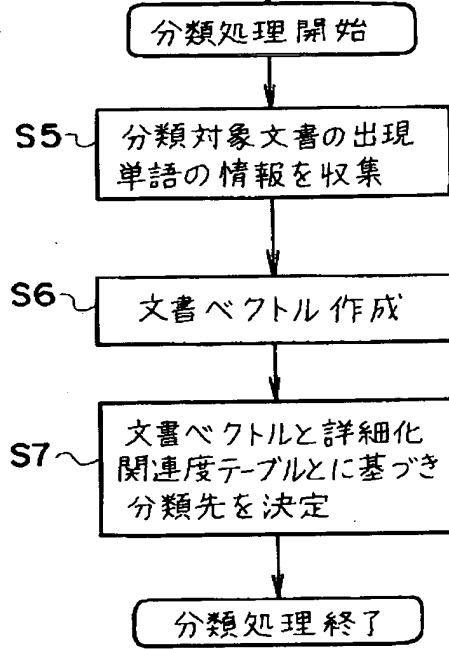 分類処理開始
S5
分類対象文書の出現
単語の情報を収集
S6
文書ベクトル作成
S7
文書ベクトルと詳細化
関連度テーブルとに基づき
分類先を決定
分類処理終了